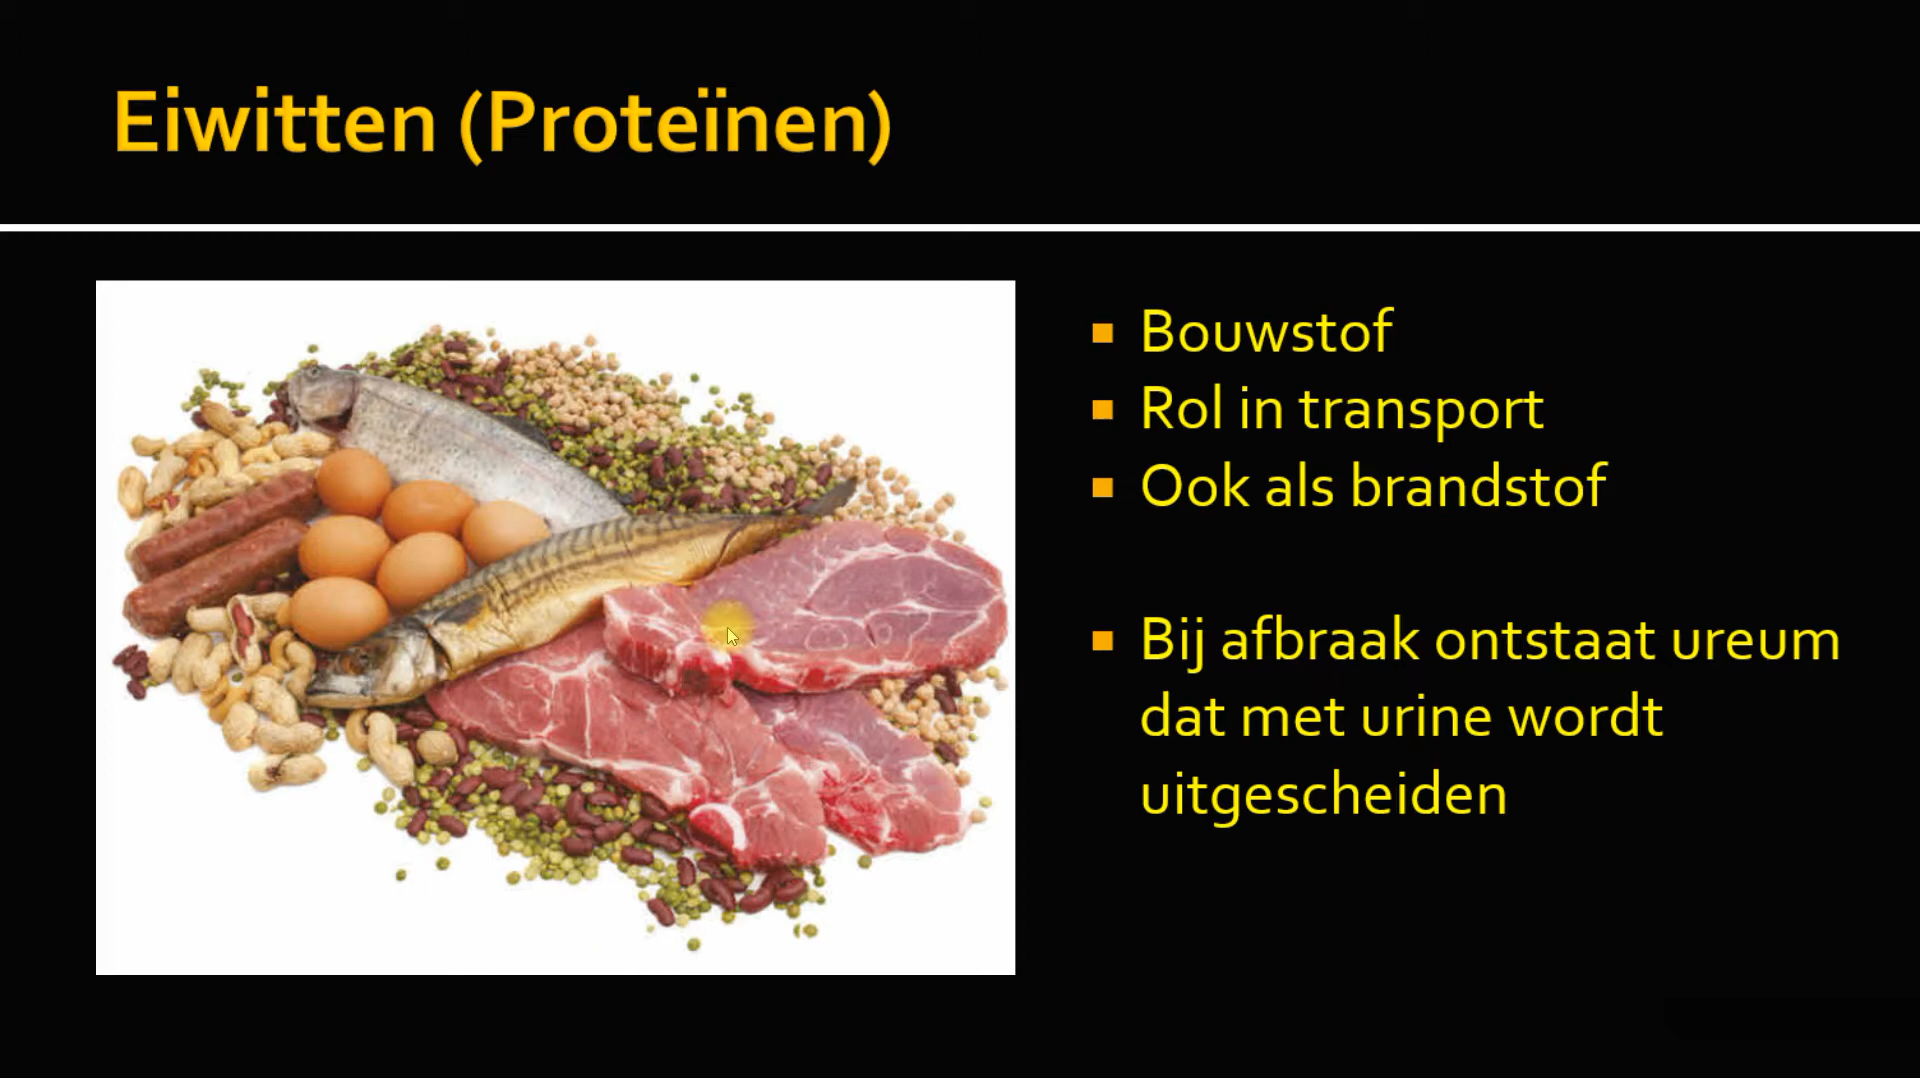 Eiwitten (Proteïnen)
Bouwstof
Rol in transport
Ook als brandstof
Bij afbraak ontstaat ureum
dat met urine wordt
uitgescheiden